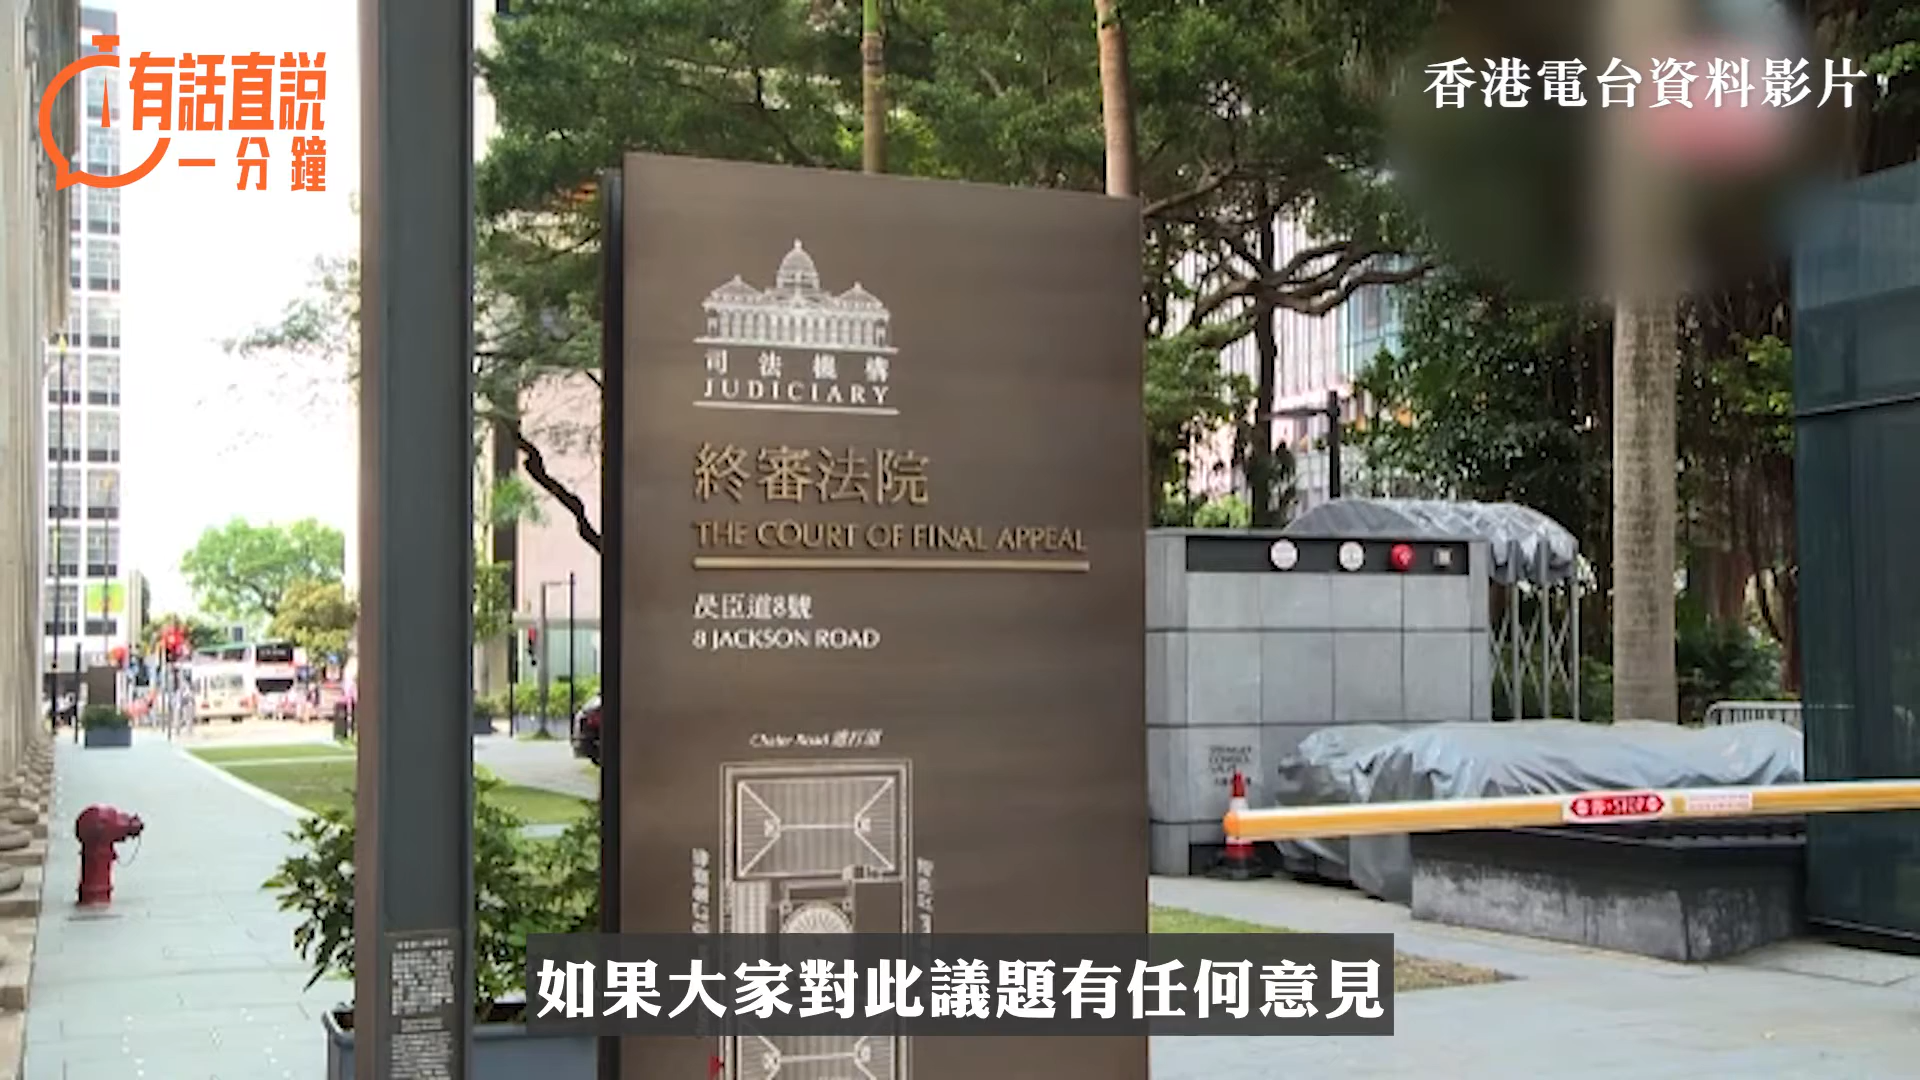 有話直説
一分鐘
香港電台資料影片
司法機構
JUDICIARY
終審法院
THE COURT OF FINAL APPEAL
昃臣道8號
8 JACKSON ROAD
Chater Road 遮打道
STOP
如果大家對此議題有任何意見